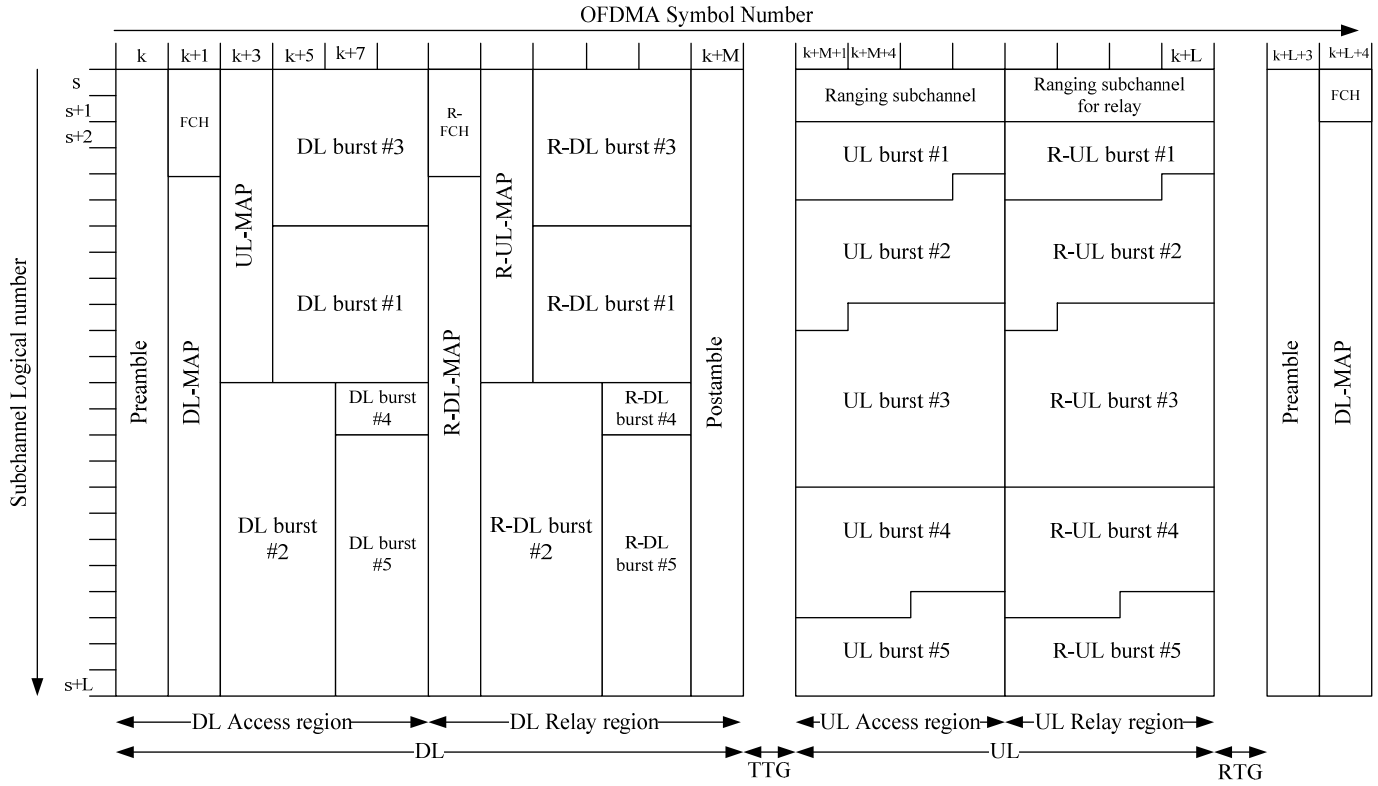 OFDMA Symbol Number
k k+1 k+3 k+5 k+7 k+M k+M+1 k+M+4 k+L k+L+3 k+L+4
Subchannel Logical number
s
s+1
s+2
s+L
Preamble
FCH
DL-MAP
UL-MAP
DL burst #3
DL burst #1
DL burst
#2
DL burst
#4
DL burst
#5
R-
FCH
R-DL-MAP
R-UL-MAP
R-DL burst #3
R-DL burst #1
R-DL burst
#2
R-DL
burst #4
R-DL
burst #5
Postamble
Ranging subchannel
UL burst #1
UL burst #2
UL burst #3
UL burst #4
UL burst #5
Ranging subchannel
for relay
R-UL burst #1
R-UL burst #2
R-UL burst #3
R-UL burst #4
R-UL burst #5
Preamble
FCH
DL-MAP
DL Access region
DL Relay region
UL Access region
UL Relay region
DL
TTG
UL
RTG